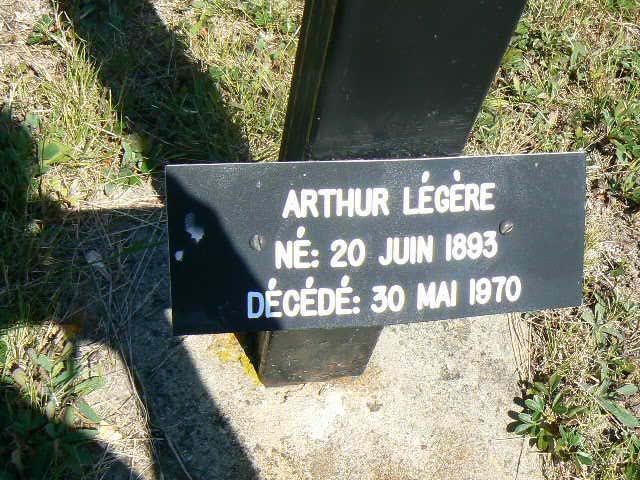 ARTHUR LÉGÈRE
NÉ: 20 JUIN 1893
DÉCÉDÉ: 30 MAI 1970